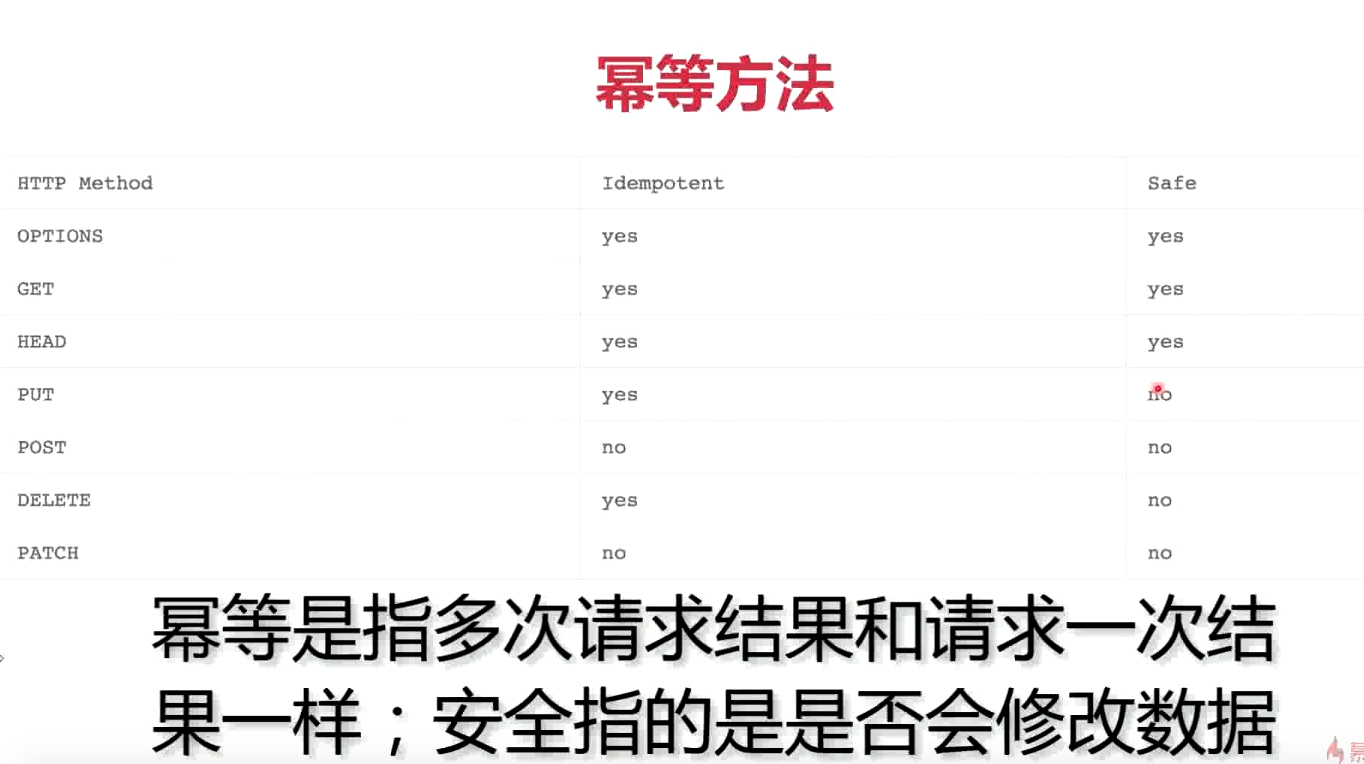 幂等方法
HTTP Method Idempotent Safe
OPTIONS yes yes
GET yes yes
HEAD yes yes
PUT yes no
POST no no
DELETE yes no
PATCH no no
幂等是指多次请求结果和请求一次结
果一样；安全指的是是否会修改数据